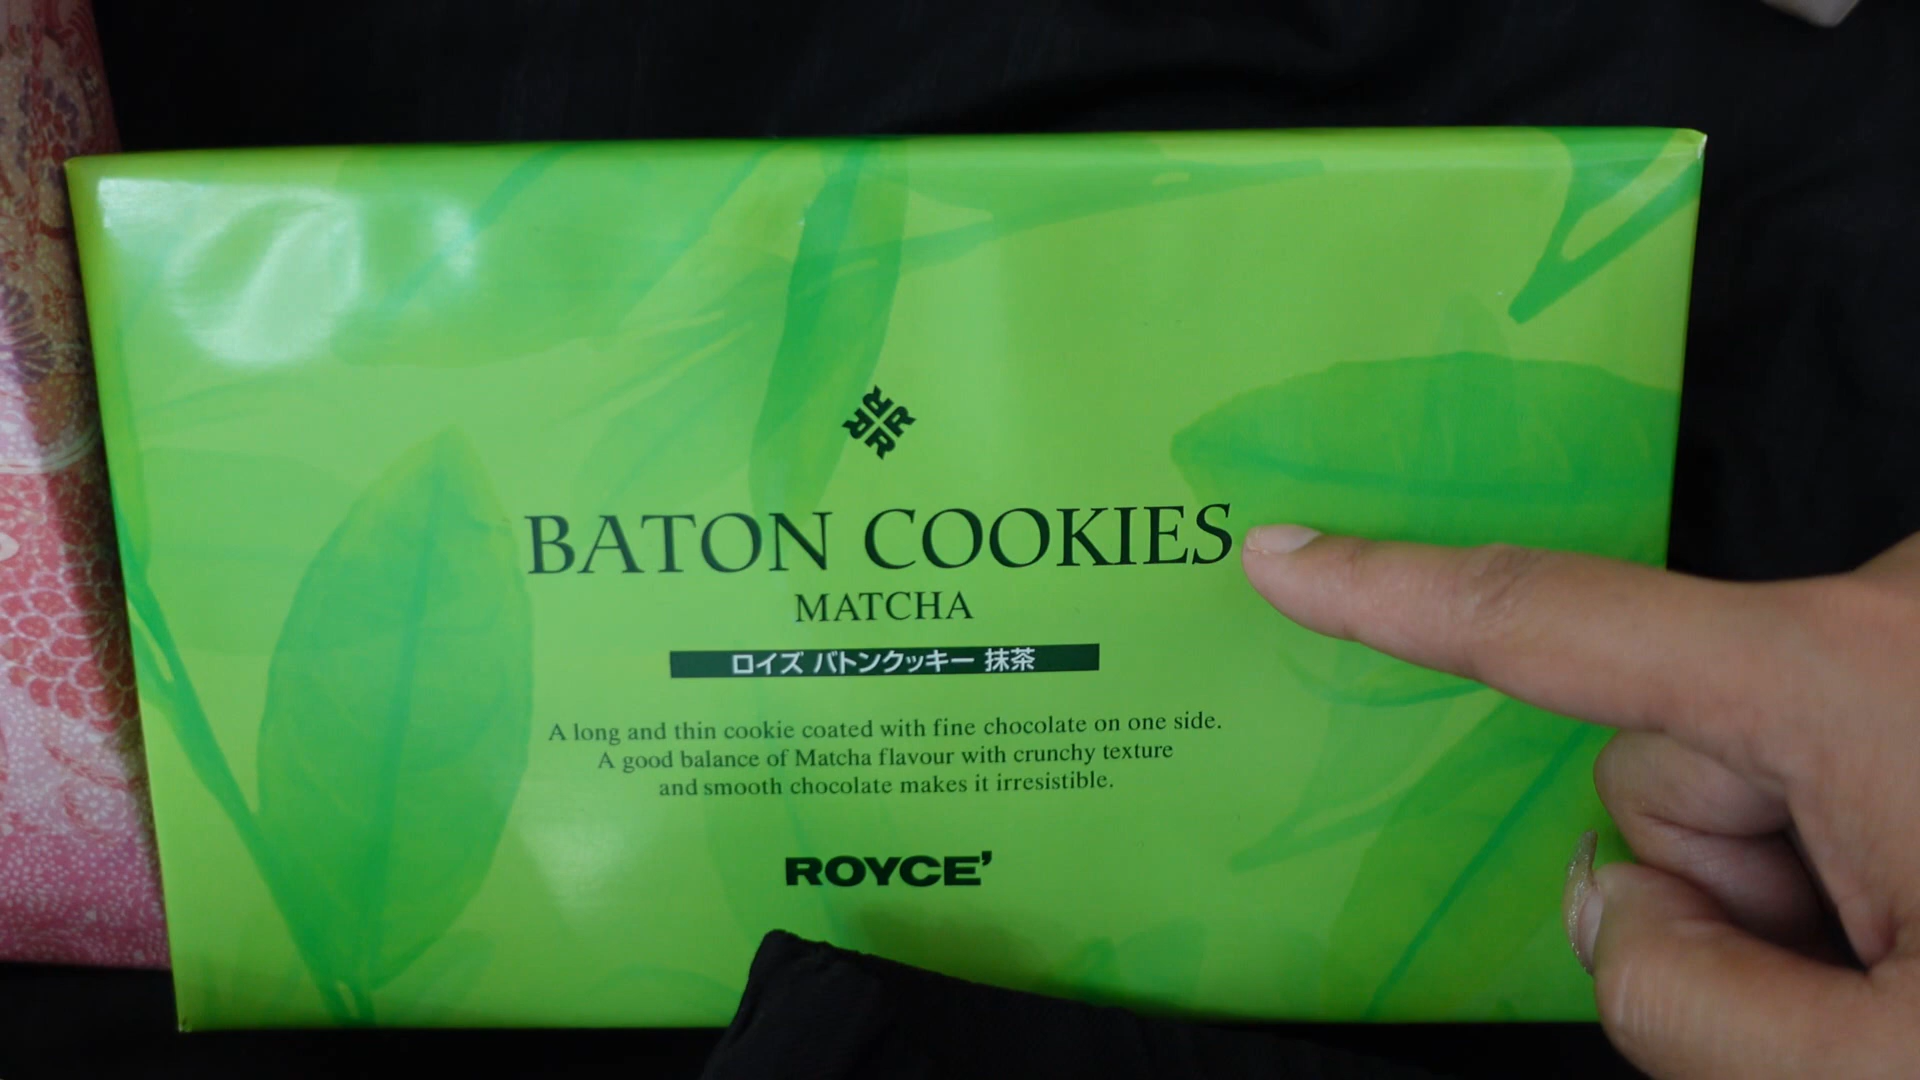 BATON COOKIES
MATCHA
ロイズ バトンクッキー 抹茶
A long and thin cookie coated with fine chocolate on one side.
A good balance of Matcha flavour with crunchy texture
and smooth chocolate makes it irresistible.
ROYCE'